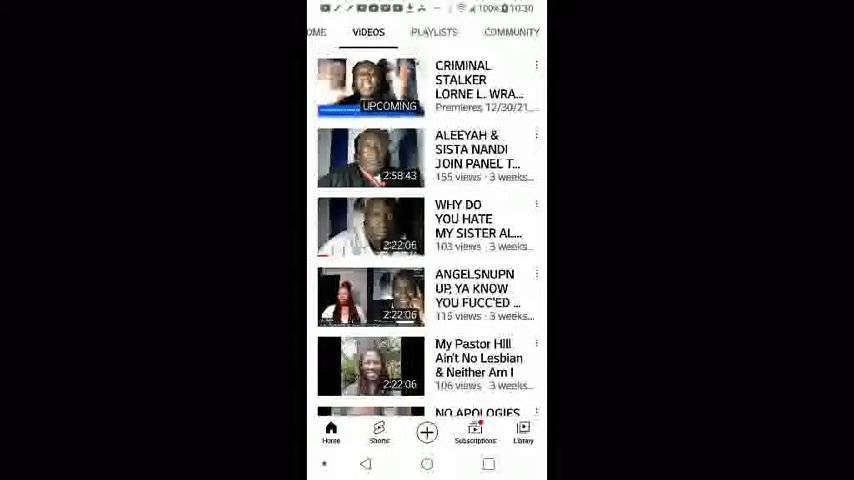 100% 10:30
OME VIDEOS PLAYLISTS COMMUNITY
CRIMINAL
STALKER
LORNE L. WRA...
Premieres 12/30/21...
UPCOMING
ALEEYAH &
SISTA NANDI
JOIN PANEL T...
155 views · 3 weeks...
2:58:43
WHY DO
YOU HATE
MY SISTER AL...
103 views · 3 weeks...
2:22:06
ANGELSNUPN
UP, YA KNOW
YOU FUCC'ED ...
115 views · 3 weeks...
2:22:06
My Pastor Hill
Ain't No Lesbian
& Neither Am I
106 views · 3 weeks...
2:22:06
NO APOLOGIES
Home Shorts Subscriptions Library